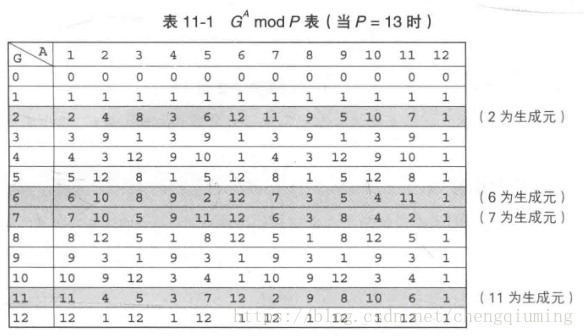 表 11-1 G^A mod P 表 ( 当 P = 13 时 )
G A 1 2 3 4 5 6 7 8 9 10 11 12
0 0 0 0 0 0 0 0 0 0 0 0 0
1 1 1 1 1 1 1 1 1 1 1 1 1
2 2 4 8 3 6 12 11 9 5 10 7 1 ( 2 为生成元 )
3 3 9 1 3 9 1 3 9 1 3 9 1
4 4 3 12 9 10 1 4 3 12 9 10 1
5 5 12 8 1 5 12 8 1 5 12 8 1
6 6 10 8 9 2 12 7 3 5 4 11 1 ( 6 为生成元 )
7 7 10 5 9 11 12 6 3 8 4 2 1 ( 7 为生成元 )
8 8 12 5 1 8 12 5 1 8 12 5 1
9 9 3 1 9 3 1 9 3 1 9 3 1
10 10 9 12 3 4 1 10 9 12 3 4 1
11 11 4 5 3 7 12 2 9 8 10 6 1 ( 11 为生成元 )
12 12 1 12 1 12 1 12 1 12 1 12 1
https://blog.csdn.net/chengqiuming